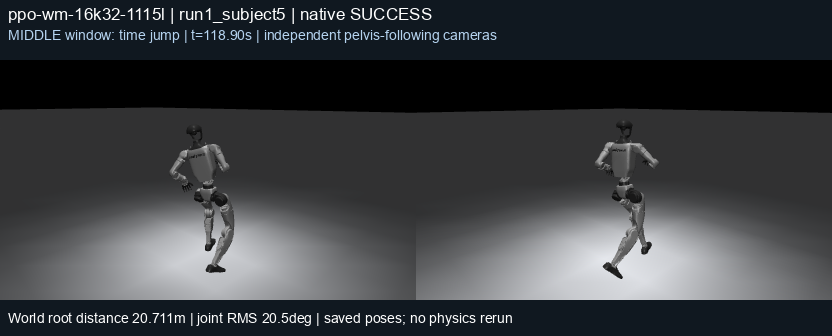 ppo-wm-16k32-1115l | run1_subject5 | native SUCCESS
MIDDLE window: time jump | t=118.90s | independent pelvis-following cameras
World root distance 20.711m | joint RMS 20.5deg | saved poses; no physics rerun